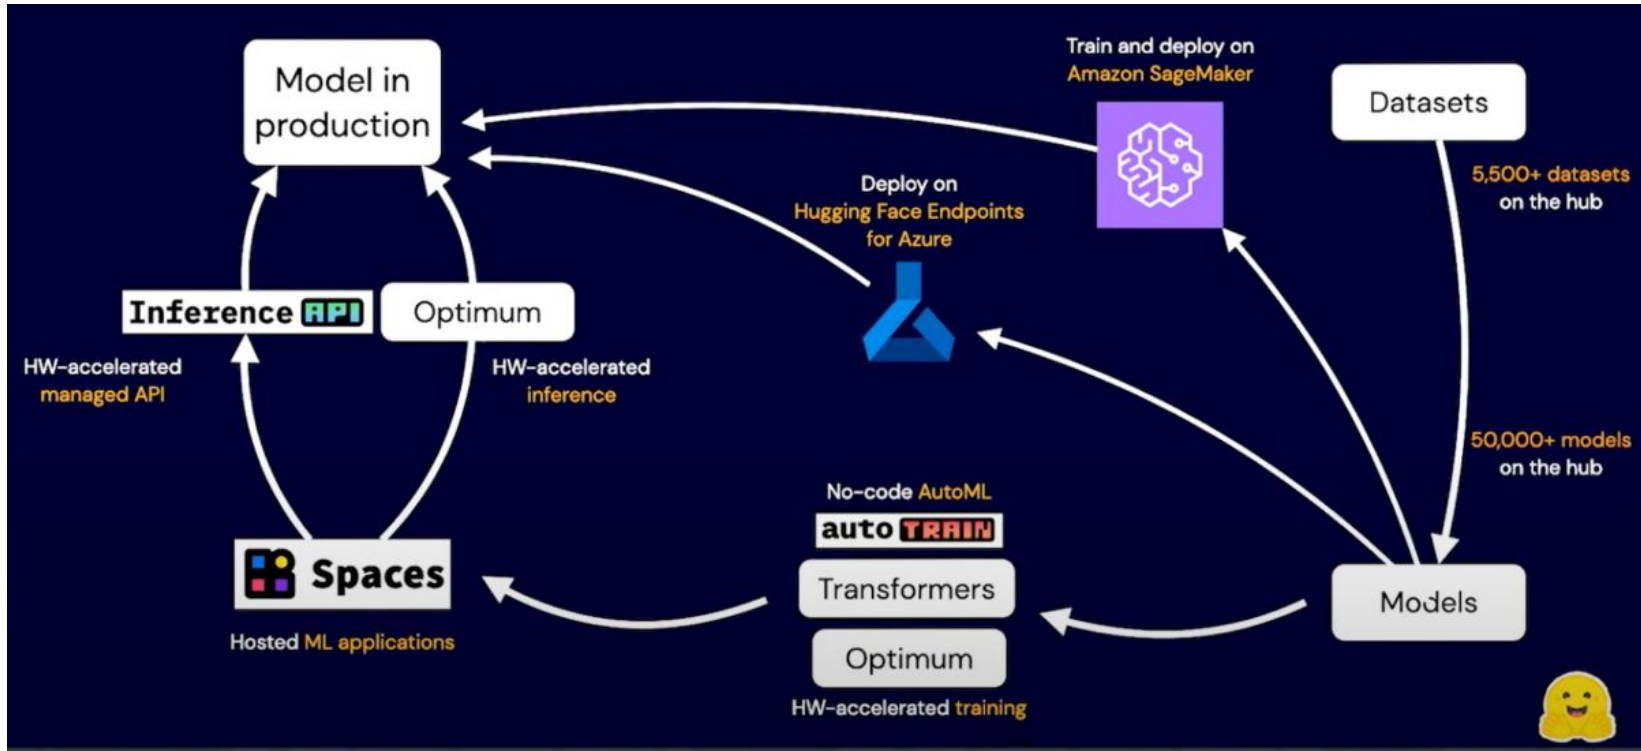 Model in
production
Train and deploy on
Amazon SageMaker
Datasets
5,500+ datasets
on the hub
Deploy on
Hugging Face Endpoints
for Azure
Inference API
Optimum
HW-accelerated
managed API
HW-accelerated
inference
50,000+ models
on the hub
No-code AutoML
auto TRAIN
Transformers
Optimum
HW-accelerated training
Spaces
Hosted ML applications
Models